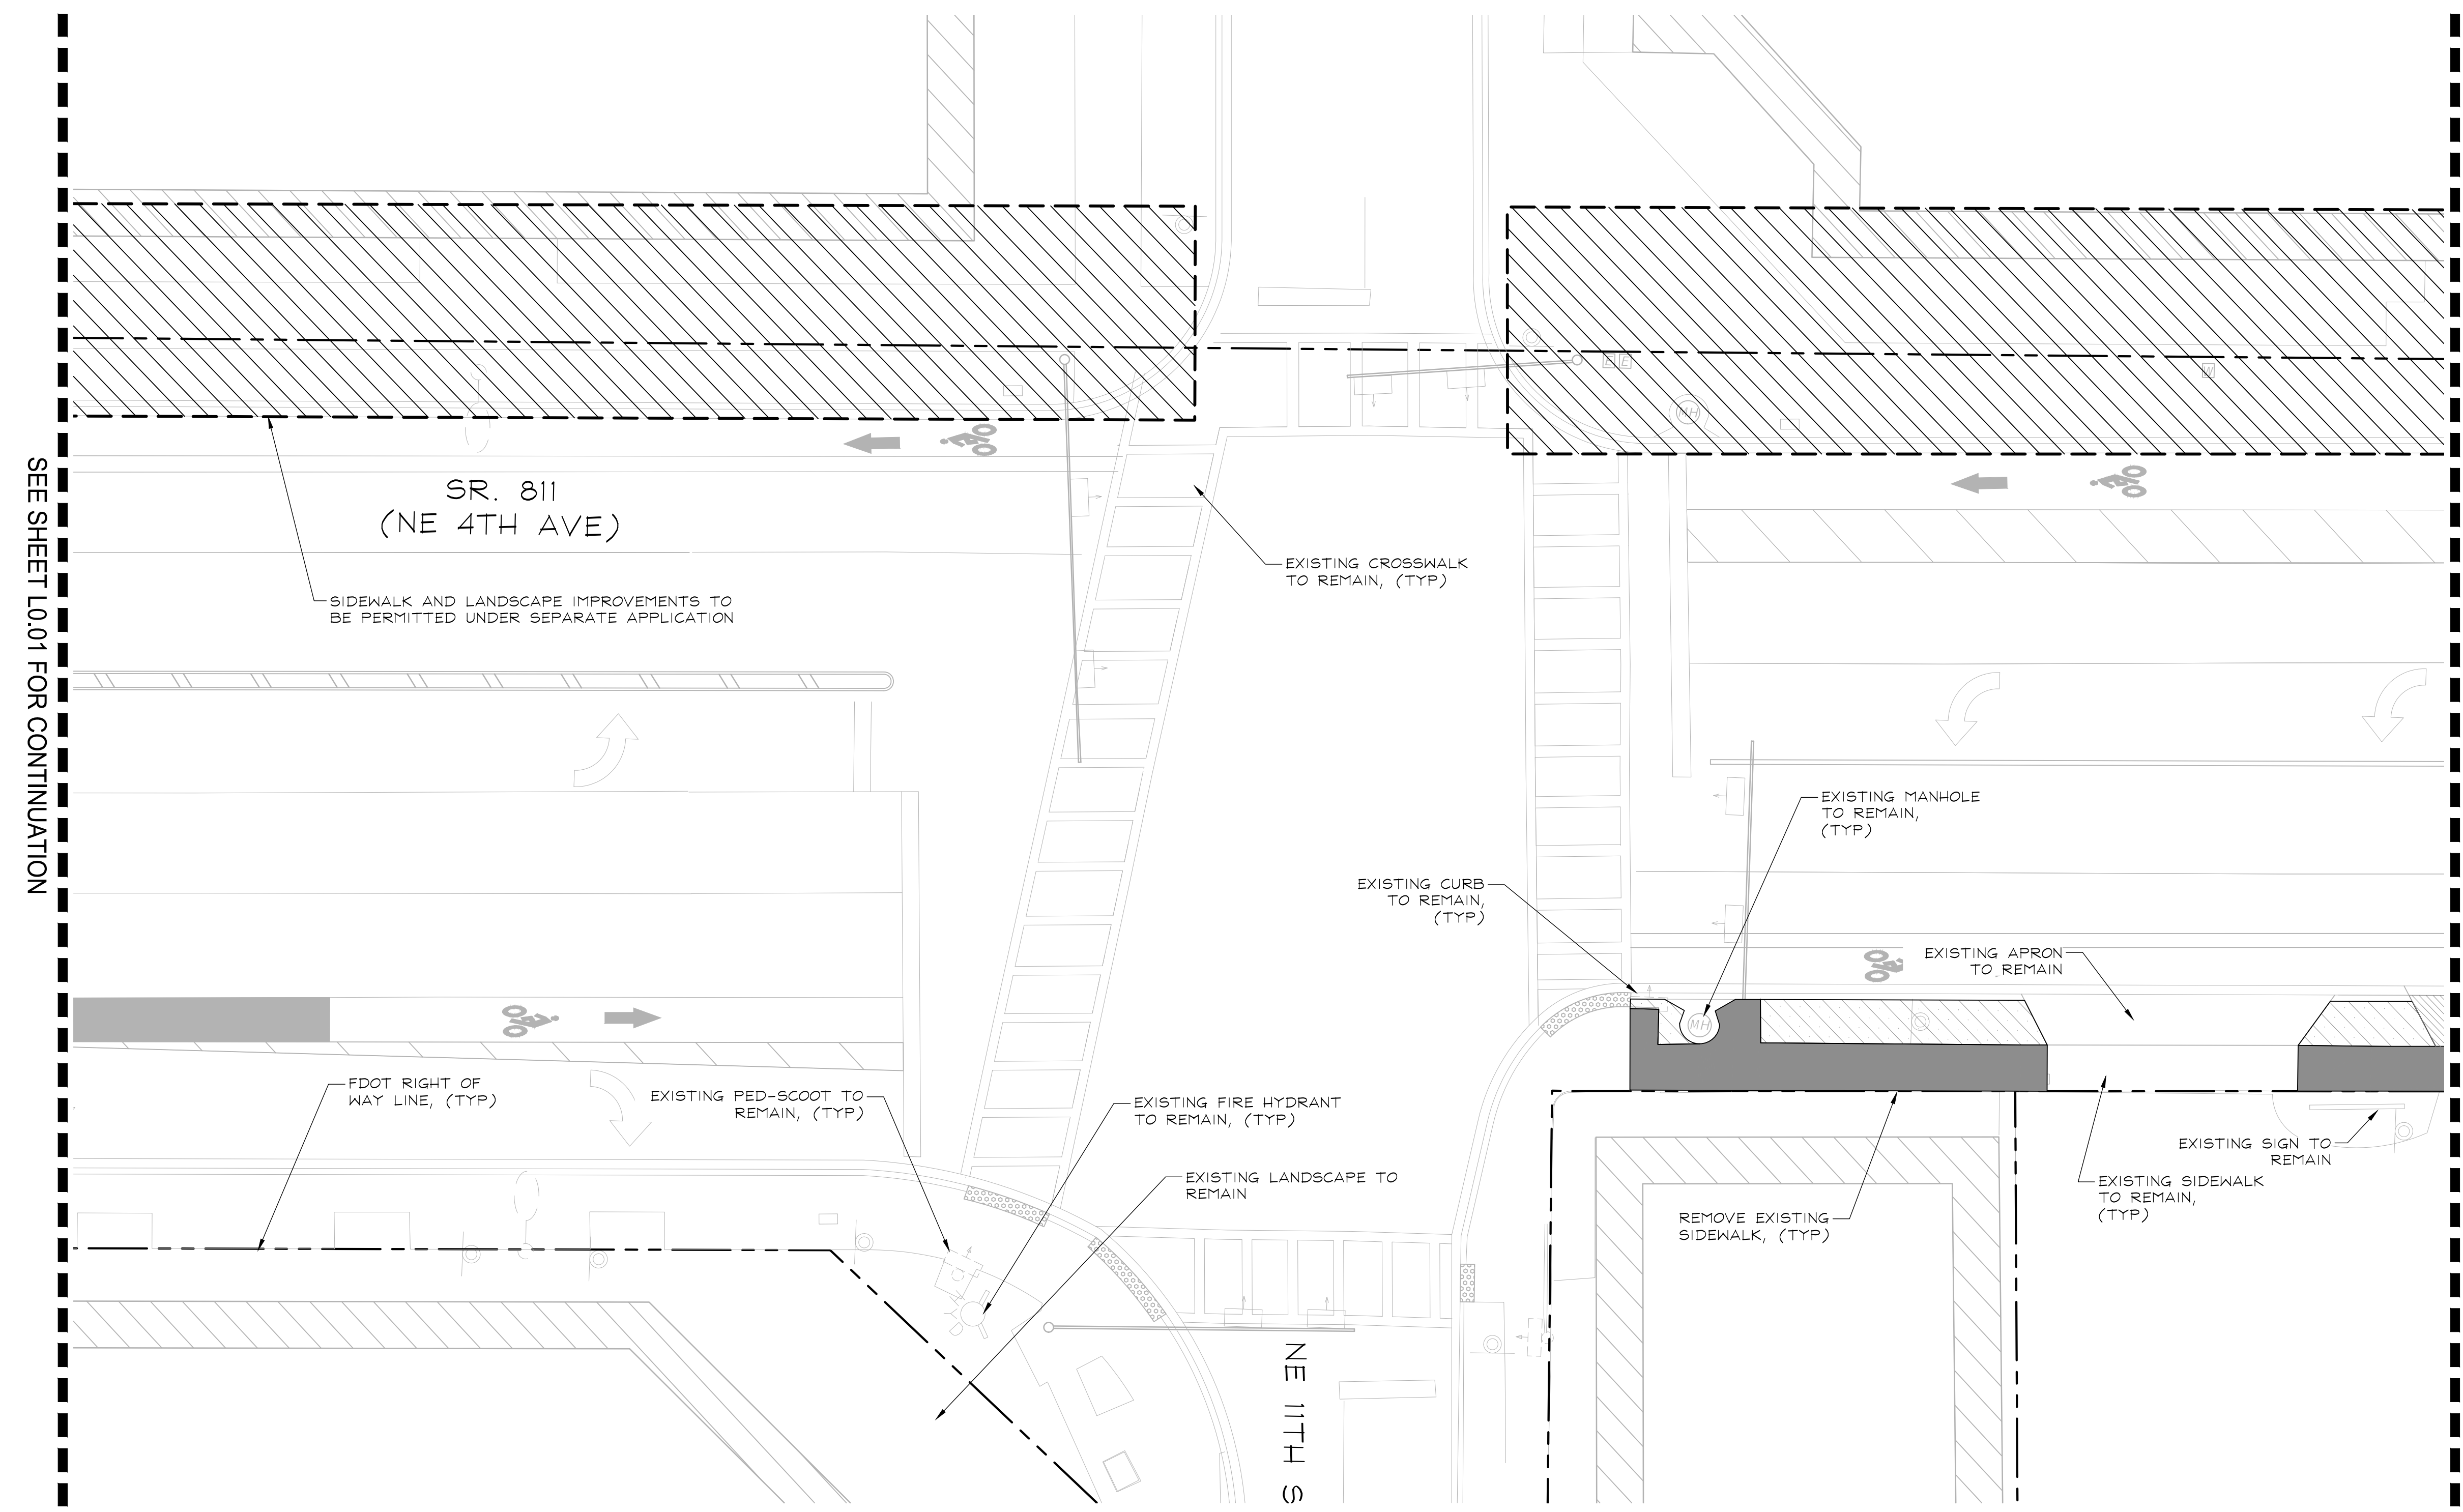 SEE SHEET L0.01 FOR CONTINUATION
SR. 811
(NE 4TH AVE)
SIDEWALK AND LANDSCAPE IMPROVEMENTS TO
BE PERMITTED UNDER SEPARATE APPLICATION
E E
W
MH
EXISTING CROSSWALK
TO REMAIN, (TYP)
EXISTING MANHOLE
TO REMAIN,
(TYP)
EXISTING CURB
TO REMAIN,
(TYP)
EXISTING APRON
TO REMAIN
MH
FDOT RIGHT OF
WAY LINE, (TYP)
EXISTING PED-SCOOT TO
REMAIN, (TYP)
EXISTING FIRE HYDRANT
TO REMAIN, (TYP)
EXISTING LANDSCAPE TO
REMAIN
EXISTING SIGN TO
REMAIN
EXISTING SIDEWALK
TO REMAIN,
(TYP)
REMOVE EXISTING
SIDEWALK, (TYP)
NE 11TH S